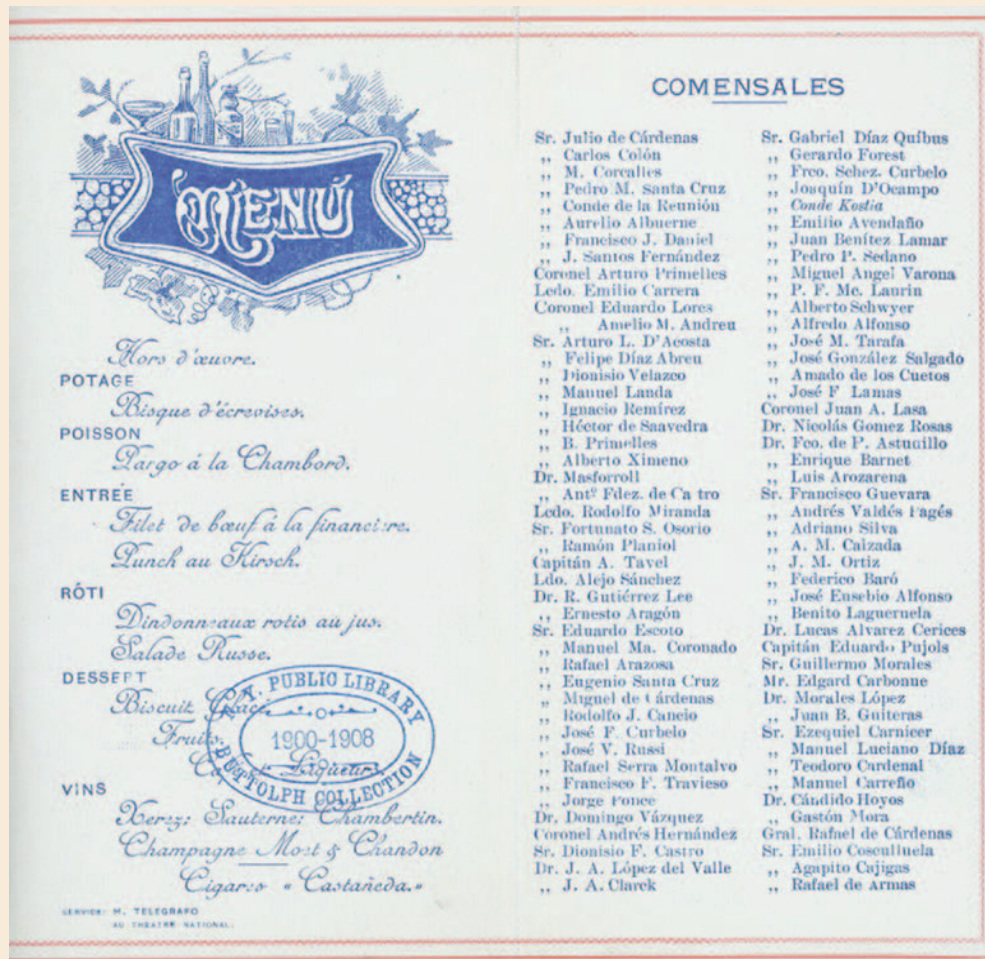 MENÚ
Hors d'œuvre.
POTAGE
Bisque d'écrevises.
POISSON
Pargo á la Chambord.
ENTRÉE
Filet de bœuf á la financiere.
Punch au Kirsch.
RÔTI
Dindonneaux rotis au jus.
Salade Russe.
DESSERT
Biscuit Glacé
Fruits.
Liqueurs
N.Y. PUBLIC LIBRARY
1900-1908
BUTTOLPH COLLECTION
VINS
Xerez: Sauterne: Chambertin.
Champagne Moet & Chandon
Cigarros « Castañeda. »
SERVICE: H. TELEGRAFO
AU THEATRE NATIONAL.
COMENSALES
Sr. Julio de Cárdenas
„ Carlos Colón
„ M. Corcalles
„ Pedro M. Santa Cruz
„ Conde de la Reunión
„ Aurelio Albuerne
„ Francisco J. Daniel
„ J. Santos Fernández
Coronel Arturo Primelles
Ledo. Emilio Carrera
Coronel Eduardo Lores
„ Amelio M. Andreu
Sr. Arturo L. D'Acosta
„ Felipe Díaz Abreu
„ Dionisio Velazco
„ Manuel Landa
„ Ignacio Remírez
„ Héctor de Saavedra
„ B. Primelles
„ Alberto Ximeno
Dr. Masforroll
„ Antº Fdez. de Ca tro
Ledo. Rodolfo Miranda
Sr. Fortunato S. Osorio
„ Ramón Planiol
Capitán A. Tavel
Ldo. Alejo Sánchez
Dr. R. Gutiérrez Lee
„ Ernesto Aragón
Sr. Eduardo Escoto
„ Manuel Ma. Coronado
„ Rafael Arazosa
„ Eugenio Santa Cruz
„ Miguel de Cárdenas
„ Rodolfo J. Cancio
„ José F. Curbelo
„ José V. Russi
„ Rafael Serra Montalvo
„ Francisco F. Travieso
„ Jorge Ponce
Dr. Domingo Vázquez
Coronel Andrés Hernández
Sr. Dionisio F. Castro
Dr. J. A. López del Valle
„ J. A. Clarck
Sr. Gabriel Díaz Quibus
„ Gerardo Forest
„ Frco. Schez. Curbelo
„ Joaquín D'Ocampo
„ Conde Kostia
„ Emilio Avendaño
„ Juan Benítez Lamar
„ Pedro P. Sedano
„ Miguel Angel Varona
„ P. F. Mc. Laurin
„ Alberto Schwyer
„ Alfredo Alfonso
„ José M. Tarafa
„ José González Salgado
„ Amado de los Cuetos
„ José F Lamas
Coronel Juan A. Lasa
Dr. Nicolás Gomez Rosas
Dr. Fco. de P. Astudillo
„ Enrique Barnet
„ Luis Arozarena
Sr. Francisco Guevara
„ Andrés Valdés Pagés
„ Adriano Silva
„ A. M. Calzada
„ J. M. Ortiz
„ Federico Baró
„ José Eusebio Alfonso
„ Benito Lagueruela
Dr. Lucas Alvarez Cerices
Capitán Eduardo Pujols
Sr. Guillermo Morales
Mr. Edgard Carbonne
Dr. Morales López
„ Juan B. Guiteras
Sr. Ezequiel Carnicer
„ Manuel Luciano Díaz
„ Teodoro Cardenal
„ Manuel Carreño
Dr. Cándido Hoyos
„ Gastón Mora
Gral. Rafael de Cárdenas
Sr. Emilio Cosculluela
„ Agapito Cajigas
„ Rafael de Armas